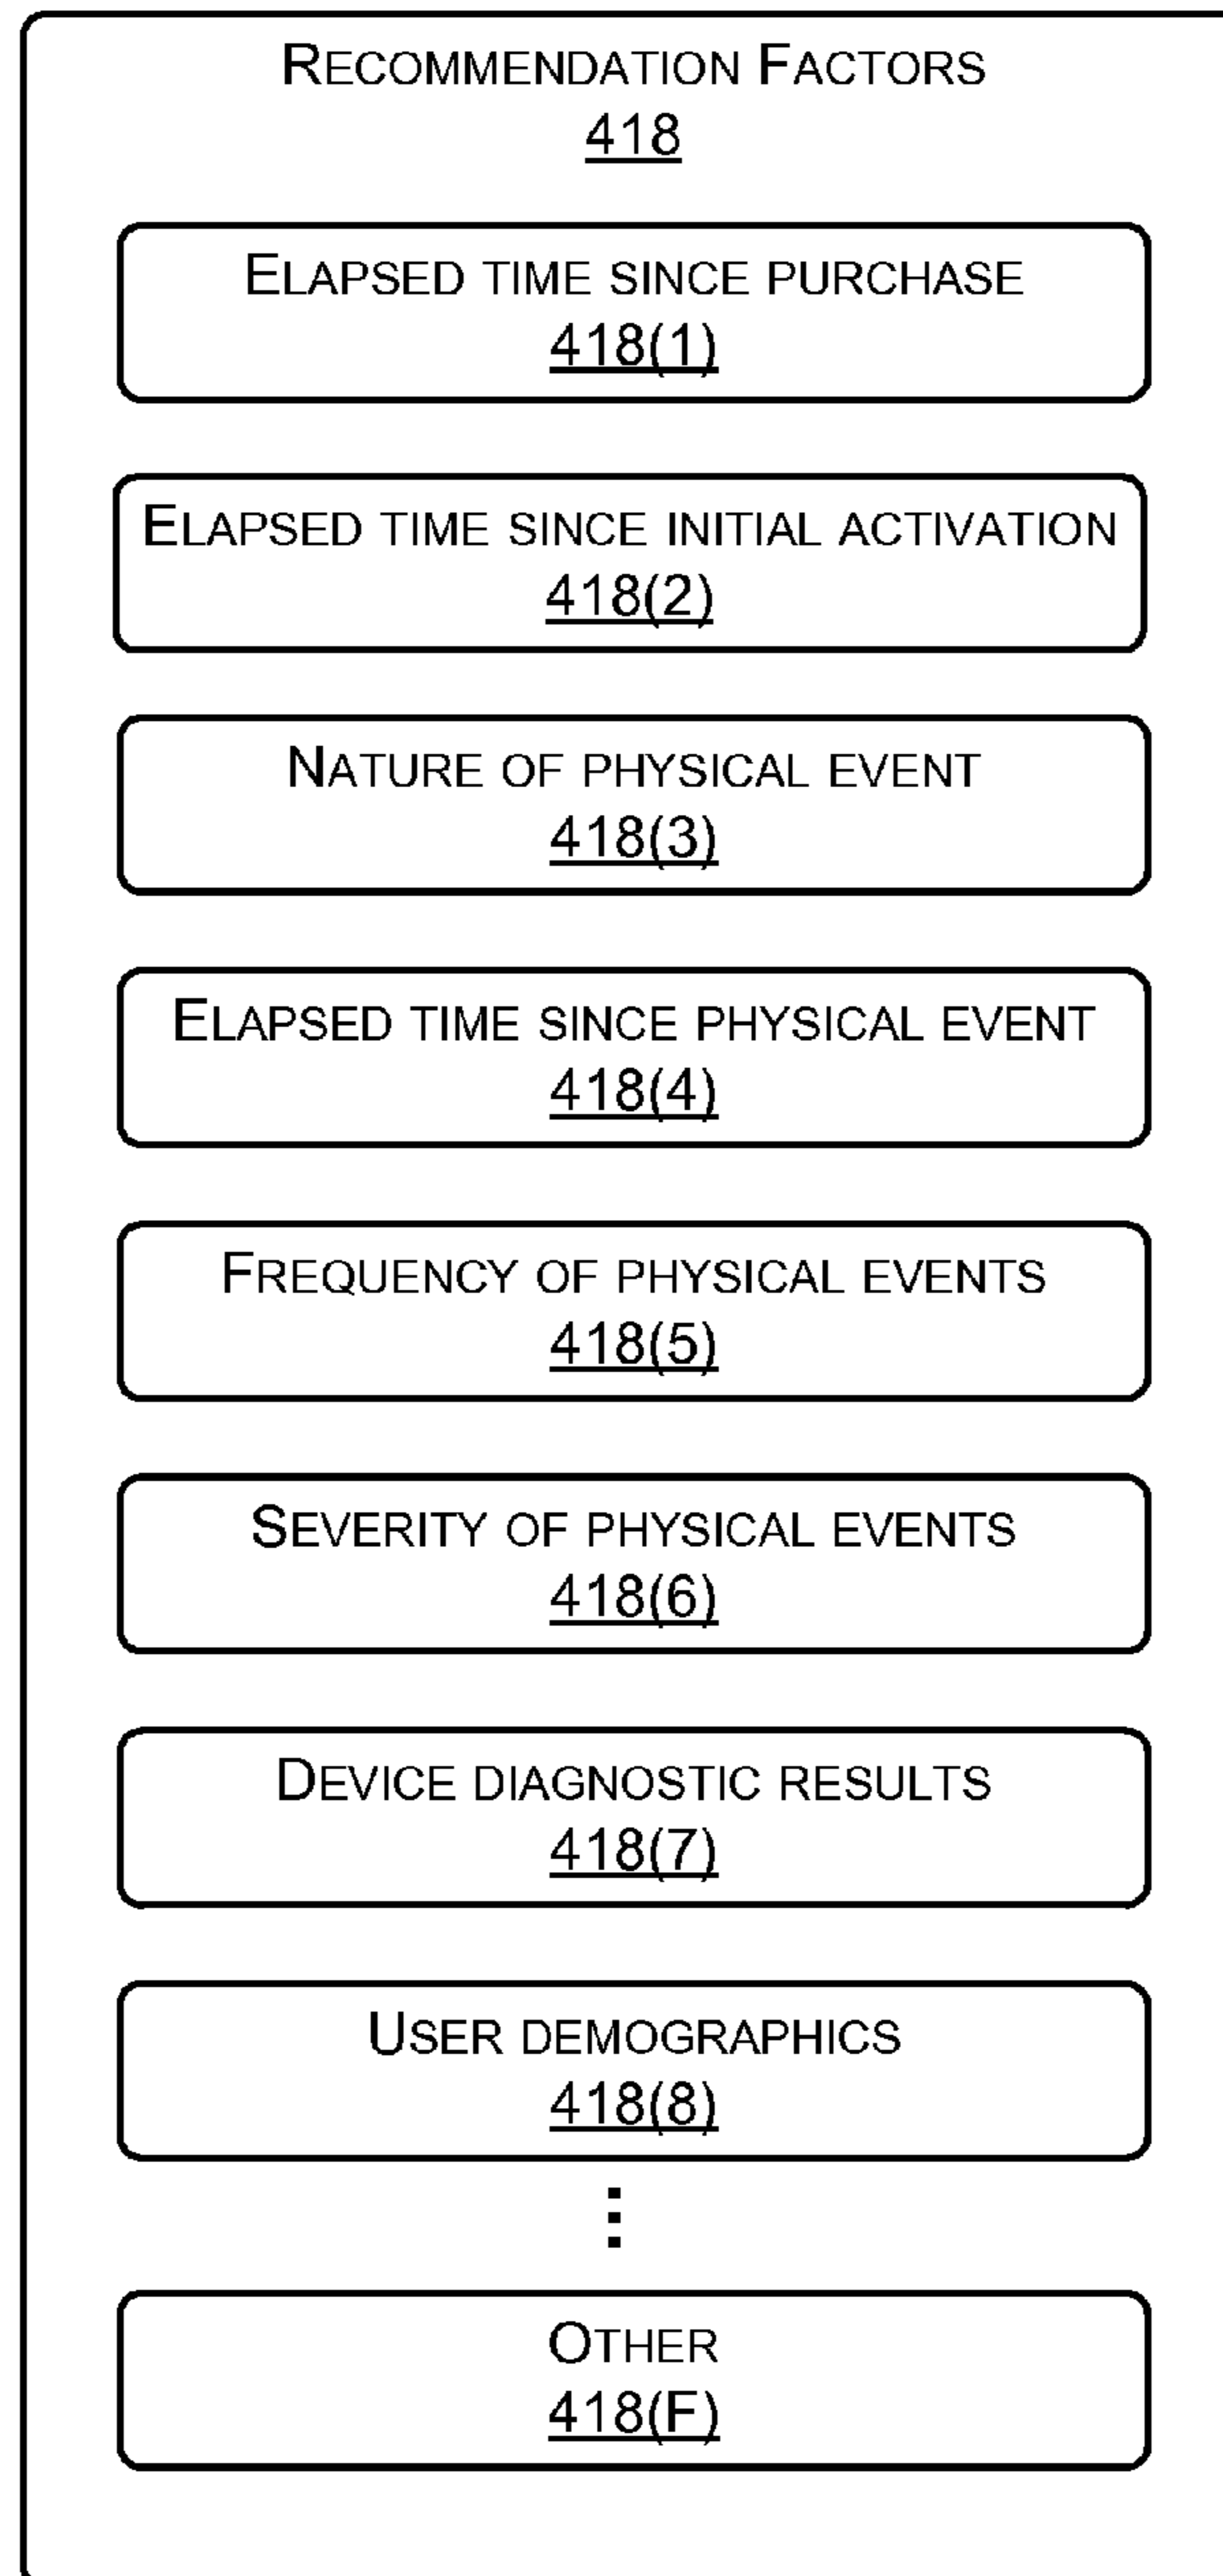 RECOMMENDATION FACTORS
418
ELAPSED TIME SINCE PURCHASE
418(1)
ELAPSED TIME SINCE INITIAL ACTIVATION
418(2)
NATURE OF PHYSICAL EVENT
418(3)
ELAPSED TIME SINCE PHYSICAL EVENT
418(4)
FREQUENCY OF PHYSICAL EVENTS
418(5)
SEVERITY OF PHYSICAL EVENTS
418(6)
DEVICE DIAGNOSTIC RESULTS
418(7)
USER DEMOGRAPHICS
418(8)
⋮
OTHER
418(F)